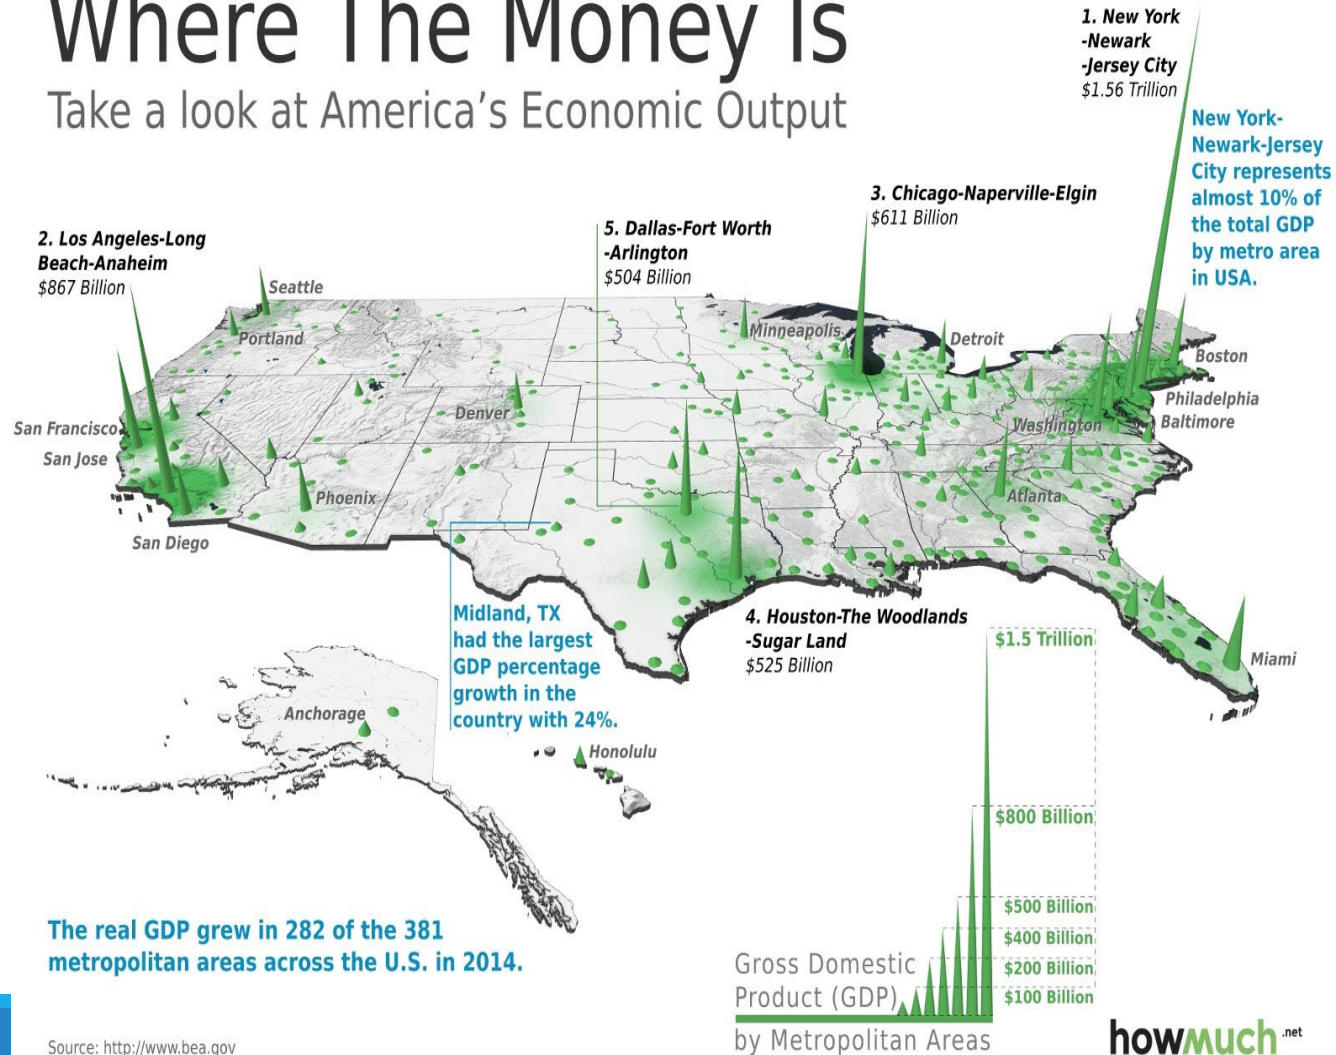 Where The Money Is
Take a look at America's Economic Output
1. New York
-Newark
-Jersey City
$1.56 Trillion
New York-
Newark-Jersey
City represents
almost 10% of
the total GDP
by metro area
in USA.
3. Chicago-Naperville-Elgin
$611 Billion
5. Dallas-Fort Worth
-Arlington
$504 Billion
2. Los Angeles-Long
Beach-Anaheim
$867 Billion
Seattle
Portland
Minneapolis
Detroit
Boston
Philadelphia
Baltimore
Washington
Denver
San Francisco
San Jose
Phoenix
Atlanta
San Diego
Midland, TX
had the largest
GDP percentage
growth in the
country with 24%.
4. Houston-The Woodlands
-Sugar Land
$525 Billion
Miami
Anchorage
Honolulu
$1.5 Trillion
$800 Billion
$500 Billion
$400 Billion
$200 Billion
$100 Billion
Gross Domestic
Product (GDP)
by Metropolitan Areas
The real GDP grew in 282 of the 381
metropolitan areas across the U.S. in 2014.
Source: http://www.bea.gov
howmuch.net